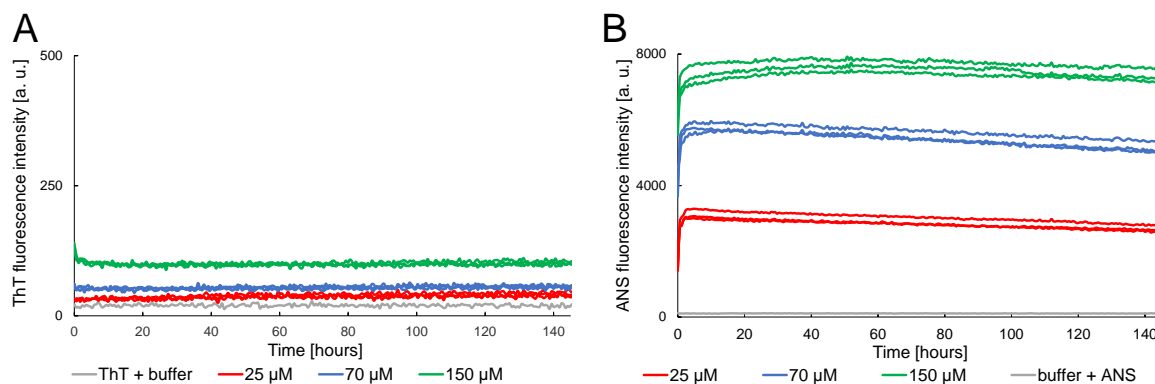 A
ThT fluorescence intensity [a. u.]
500
250
0
0 20 40 60 80 100 120 140
Time [hours]
ThT + buffer 25 µM 70 µM 150 µM
B
ANS fluorescence intensity [a. u.]
8000
4000
0
0 20 40 60 80 100 120 140
Time [hours]
25 µM 70 µM 150 µM buffer + ANS